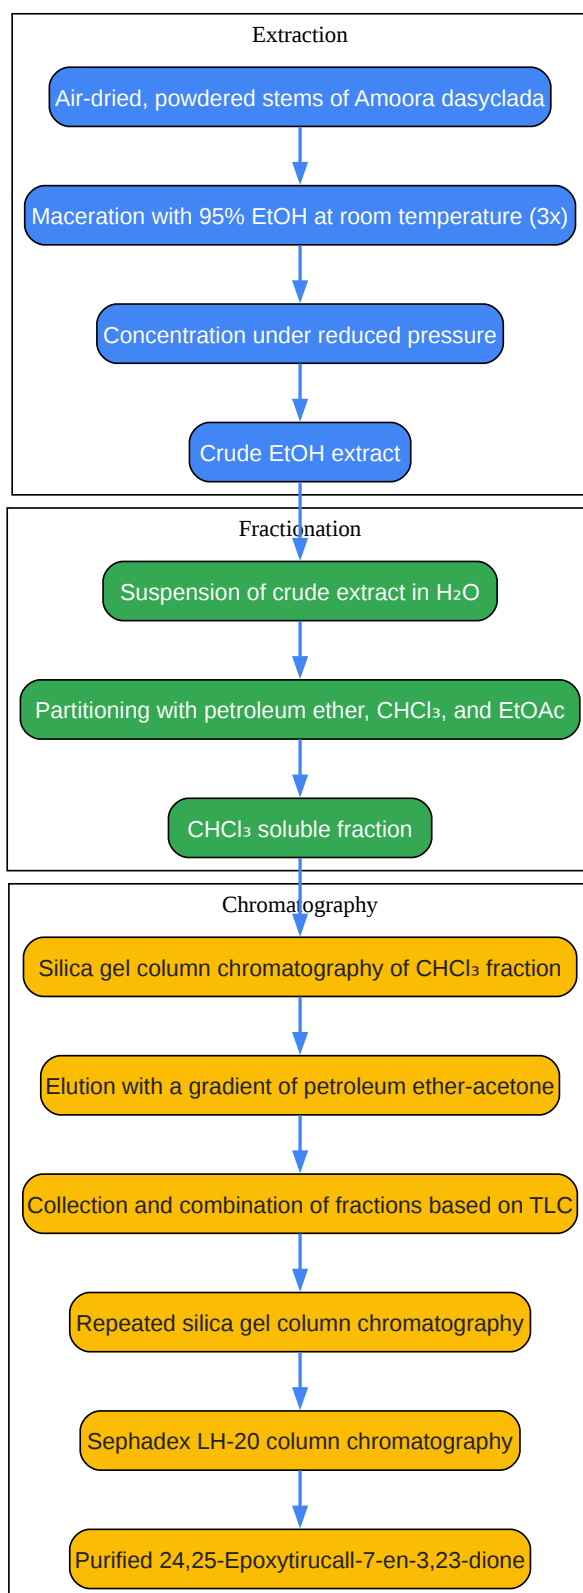 Extraction
Air-dried, powdered stems of Amoora dasyclada
Maceration with 95% EtOH at room temperature (3x)
Concentration under reduced pressure
Crude EtOH extract
Fractionation
Suspension of crude extract in H₂O
Partitioning with petroleum ether, CHCl₃, and EtOAc
CHCl₃ soluble fraction
Chromatography
Silica gel column chromatography of CHCl₃ fraction
Elution with a gradient of petroleum ether-acetone
Collection and combination of fractions based on TLC
Repeated silica gel column chromatography
Sephadex LH-20 column chromatography
Purified 24,25-Epoxytirucall-7-en-3,23-dione